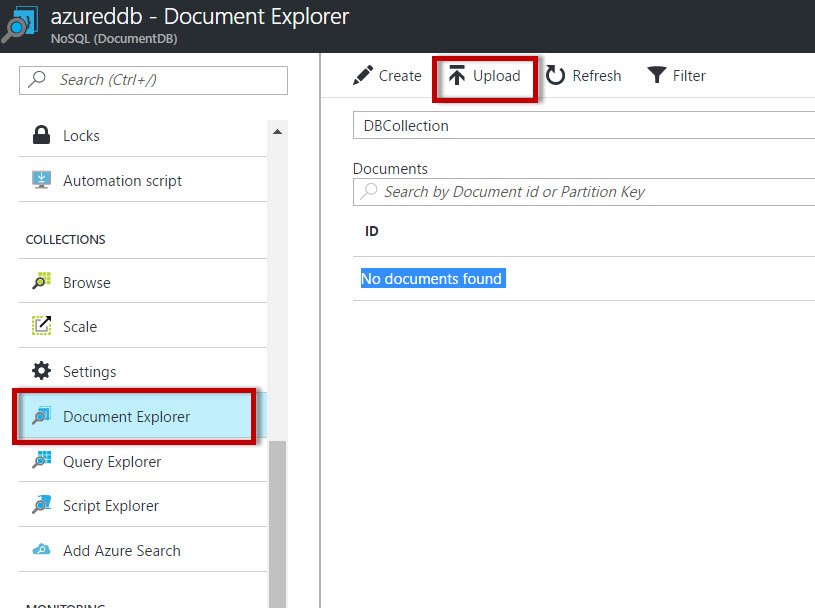 azureddb - Document Explorer
NoSQL (DocumentDB)
Search (Ctrl+/)
Locks
Automation script
COLLECTIONS
Browse
Scale
Settings
Document Explorer
Query Explorer
Script Explorer
Add Azure Search
MONITORING
Create
Upload
Refresh
Filter
DBCollection
Documents
Search by Document id or Partition Key
ID
No documents found